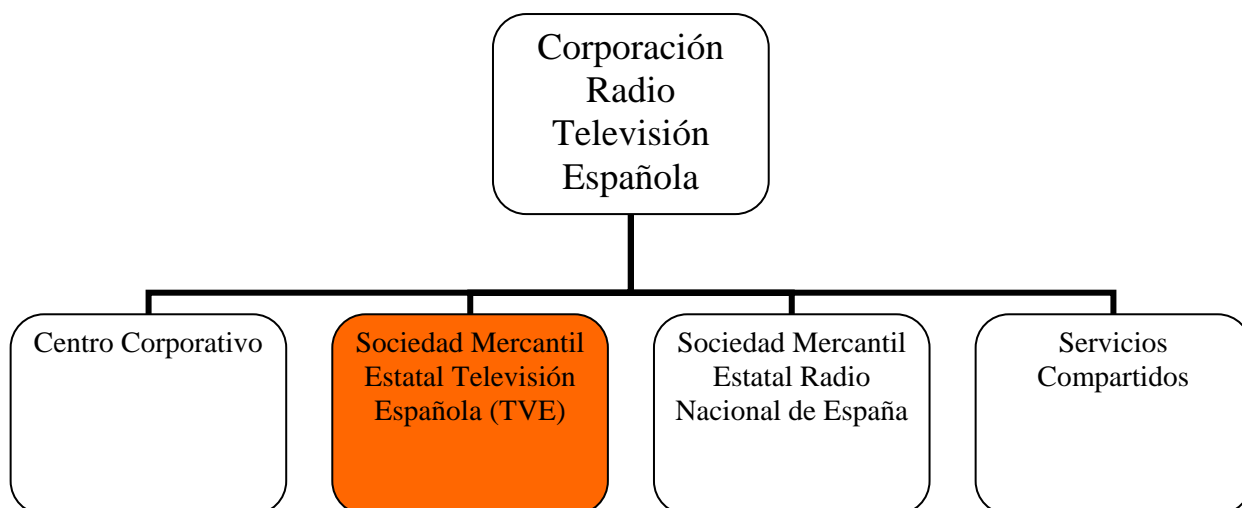 Corporación
Radio
Televisión
Española
Centro Corporativo
Sociedad Mercantil
Estatal Televisión
Española (TVE)
Sociedad Mercantil
Estatal Radio
Nacional de España
Servicios
Compartidos